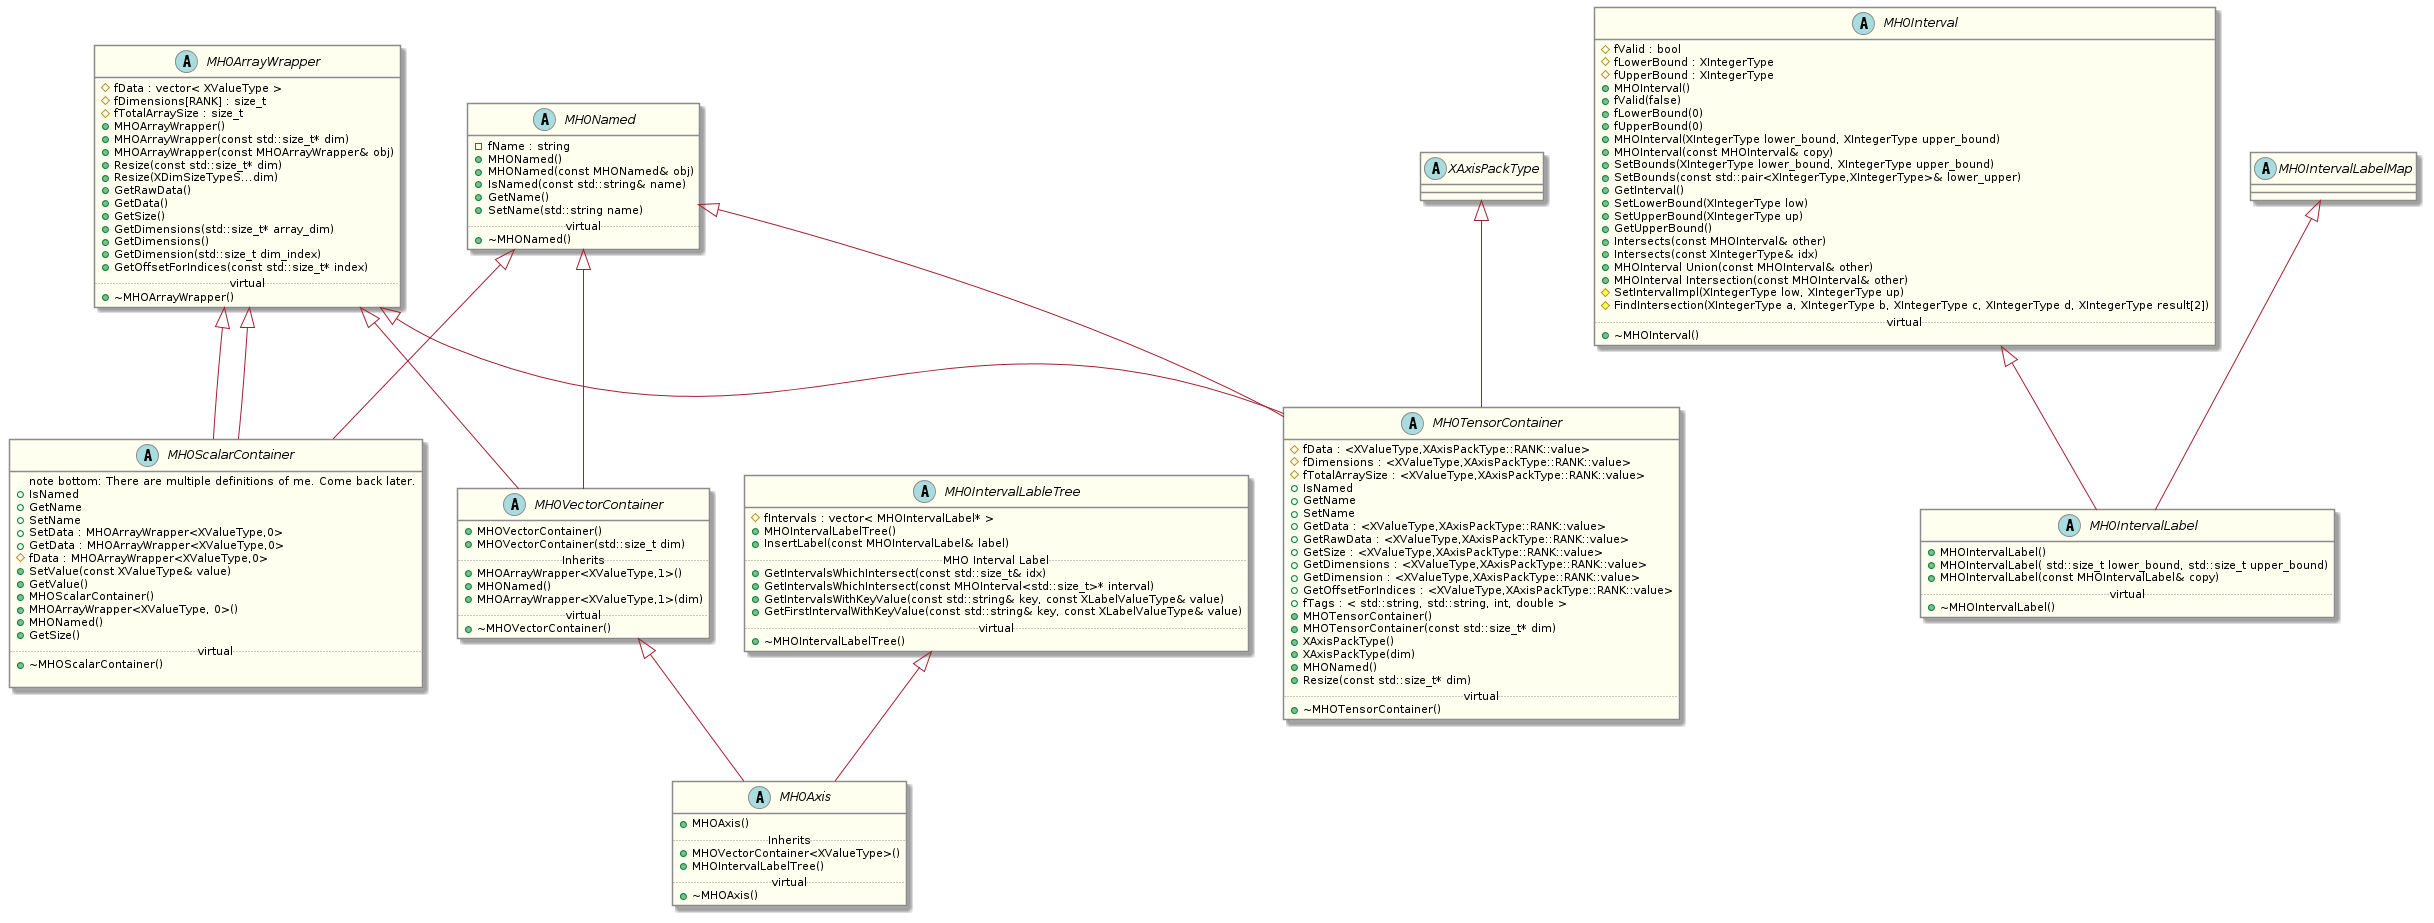 A MHOArrayWrapper
fData : vector< XValueType >
fDimensions[RANK] : size_t
fTotalArraySize : size_t
MHOArrayWrapper()
MHOArrayWrapper(const std::size_t* dim)
MHOArrayWrapper(const MHOArrayWrapper& obj)
Resize(const std::size_t* dim)
Resize(XDimSizeTypeS...dim)
GetRawData()
GetData()
GetSize()
GetDimensions(std::size_t* array_dim)
GetDimensions()
GetDimension(std::size_t dim_index)
GetOffsetForIndices(const std::size_t* index)
virtual
~MHOArrayWrapper()
A MHONamed
fName : string
MHONamed()
MHONamed(const MHONamed& obj)
IsNamed(const std::string& name)
GetName()
SetName(std::string name)
virtual
~MHONamed()
A XAxisPackType
A MHOInterval
fValid : bool
fLowerBound : XIntegerType
fUpperBound : XIntegerType
MHOInterval()
fValid(false)
fLowerBound(0)
fUpperBound(0)
MHOInterval(XIntegerType lower_bound, XIntegerType upper_bound)
MHOInterval(const MHOInterval& copy)
SetBounds(XIntegerType lower_bound, XIntegerType upper_bound)
SetBounds(const std::pair<XIntegerType,XIntegerType>& lower_upper)
GetInterval()
SetLowerBound(XIntegerType low)
SetUpperBound(XIntegerType up)
GetUpperBound()
Intersects(const MHOInterval& other)
Intersects(const XIntegerType& idx)
MHOInterval Union(const MHOInterval& other)
MHOInterval Intersection(const MHOInterval& other)
SetIntervalImpl(XIntegerType low, XIntegerType up)
FindIntersection(XIntegerType a, XIntegerType b, XIntegerType c, XIntegerType d, XIntegerType result[2])
virtual
~MHOInterval()
A MHOIntervalLabelMap
A MHOScalarContainer
note bottom: There are multiple definitions of me. Come back later.
IsNamed
GetName
SetName
SetData : MHOArrayWrapper<XValueType,0>
GetData : MHOArrayWrapper<XValueType,0>
fData : MHOArrayWrapper<XValueType,0>
SetValue(const XValueType& value)
GetValue()
MHOScalarContainer()
MHOArrayWrapper<XValueType, 0>()
MHONamed()
GetSize()
virtual
~MHOScalarContainer()
A MHOVectorContainer
MHOVectorContainer()
MHOVectorContainer(std::size_t dim)
Inherits
MHOArrayWrapper<XValueType,1>()
MHONamed()
MHOArrayWrapper<XValueType,1>(dim)
virtual
~MHOVectorContainer()
A MHOIntervalLableTree
fIntervals : vector< MHOIntervalLabel* >
MHOIntervalLabelTree()
InsertLabel(const MHOIntervalLabel& label)
MHO Interval Label
GetIntervalsWhichIntersect(const std::size_t& idx)
GetIntervalsWhichIntersect(const MHOInterval<std::size_t>* interval)
GetIntervalsWithKeyValue(const std::string& key, const XLabelValueType& value)
GetFirstIntervalWithKeyValue(const std::string& key, const XLabelValueType& value)
virtual
~MHOIntervalLabelTree()
A MHOTensorContainer
fData : <XValueType,XAxisPackType::RANK::value>
fDimensions : <XValueType,XAxisPackType::RANK::value>
fTotalArraySize : <XValueType,XAxisPackType::RANK::value>
IsNamed
GetName
SetName
GetData : <XValueType,XAxisPackType::RANK::value>
GetRawData : <XValueType,XAxisPackType::RANK::value>
GetSize : <XValueType,XAxisPackType::RANK::value>
GetDimensions : <XValueType,XAxisPackType::RANK::value>
GetDimension : <XValueType,XAxisPackType::RANK::value>
GetOffsetForIndices : <XValueType,XAxisPackType::RANK::value>
fTags : < std::string, std::string, int, double >
MHOTensorContainer()
MHOTensorContainer(const std::size_t* dim)
XAxisPackType()
XAxisPackType(dim)
MHONamed()
Resize(const std::size_t* dim)
virtual
~MHOTensorContainer()
A MHOIntervalLabel
MHOIntervalLabel()
MHOIntervalLabel( std::size_t lower_bound, std::size_t upper_bound)
MHOIntervalLabel(const MHOIntervalLabel& copy)
virtual
~MHOIntervalLabel()
A MHOAxis
MHOAxis()
Inherits
MHOVectorContainer<XValueType>()
MHOIntervalLabelTree()
virtual
~MHOAxis()